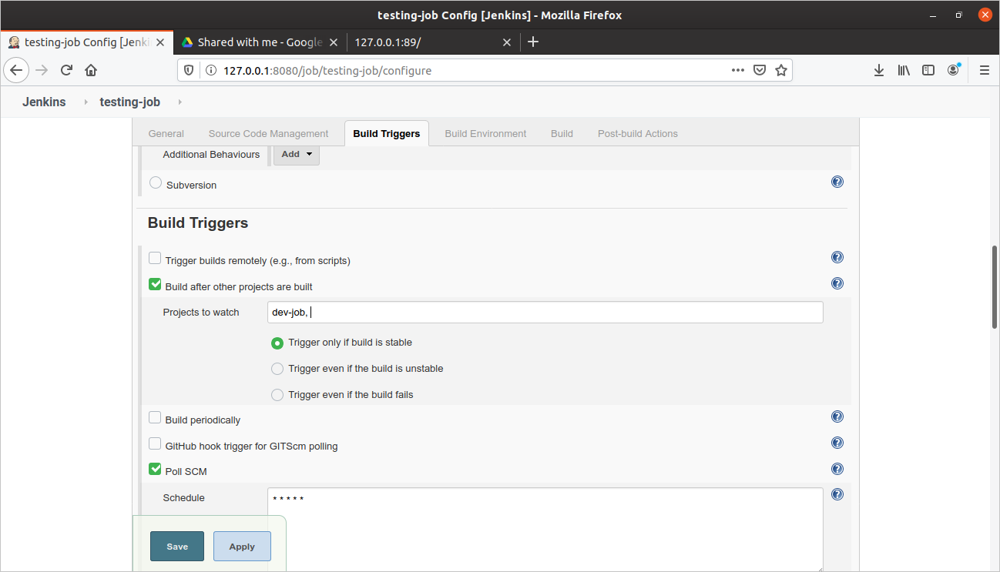 testing-job Config [Jenkins] - Mozilla Firefox
testing-job Config [Jenki
Shared with me - Google
127.0.0.1:89/
127.0.0.1:8080/job/testing-job/configure
Jenkins
testing-job
General
Source Code Management
Build Triggers
Build Environment
Build
Post-build Actions
Additional Behaviours
Add
Subversion
Build Triggers
Trigger builds remotely (e.g., from scripts)
Build after other projects are built
Projects to watch
dev-job,
Trigger only if build is stable
Trigger even if the build is unstable
Trigger even if the build fails
Build periodically
GitHub hook trigger for GITScm polling
Poll SCM
Schedule
* * * * *
Save
Apply